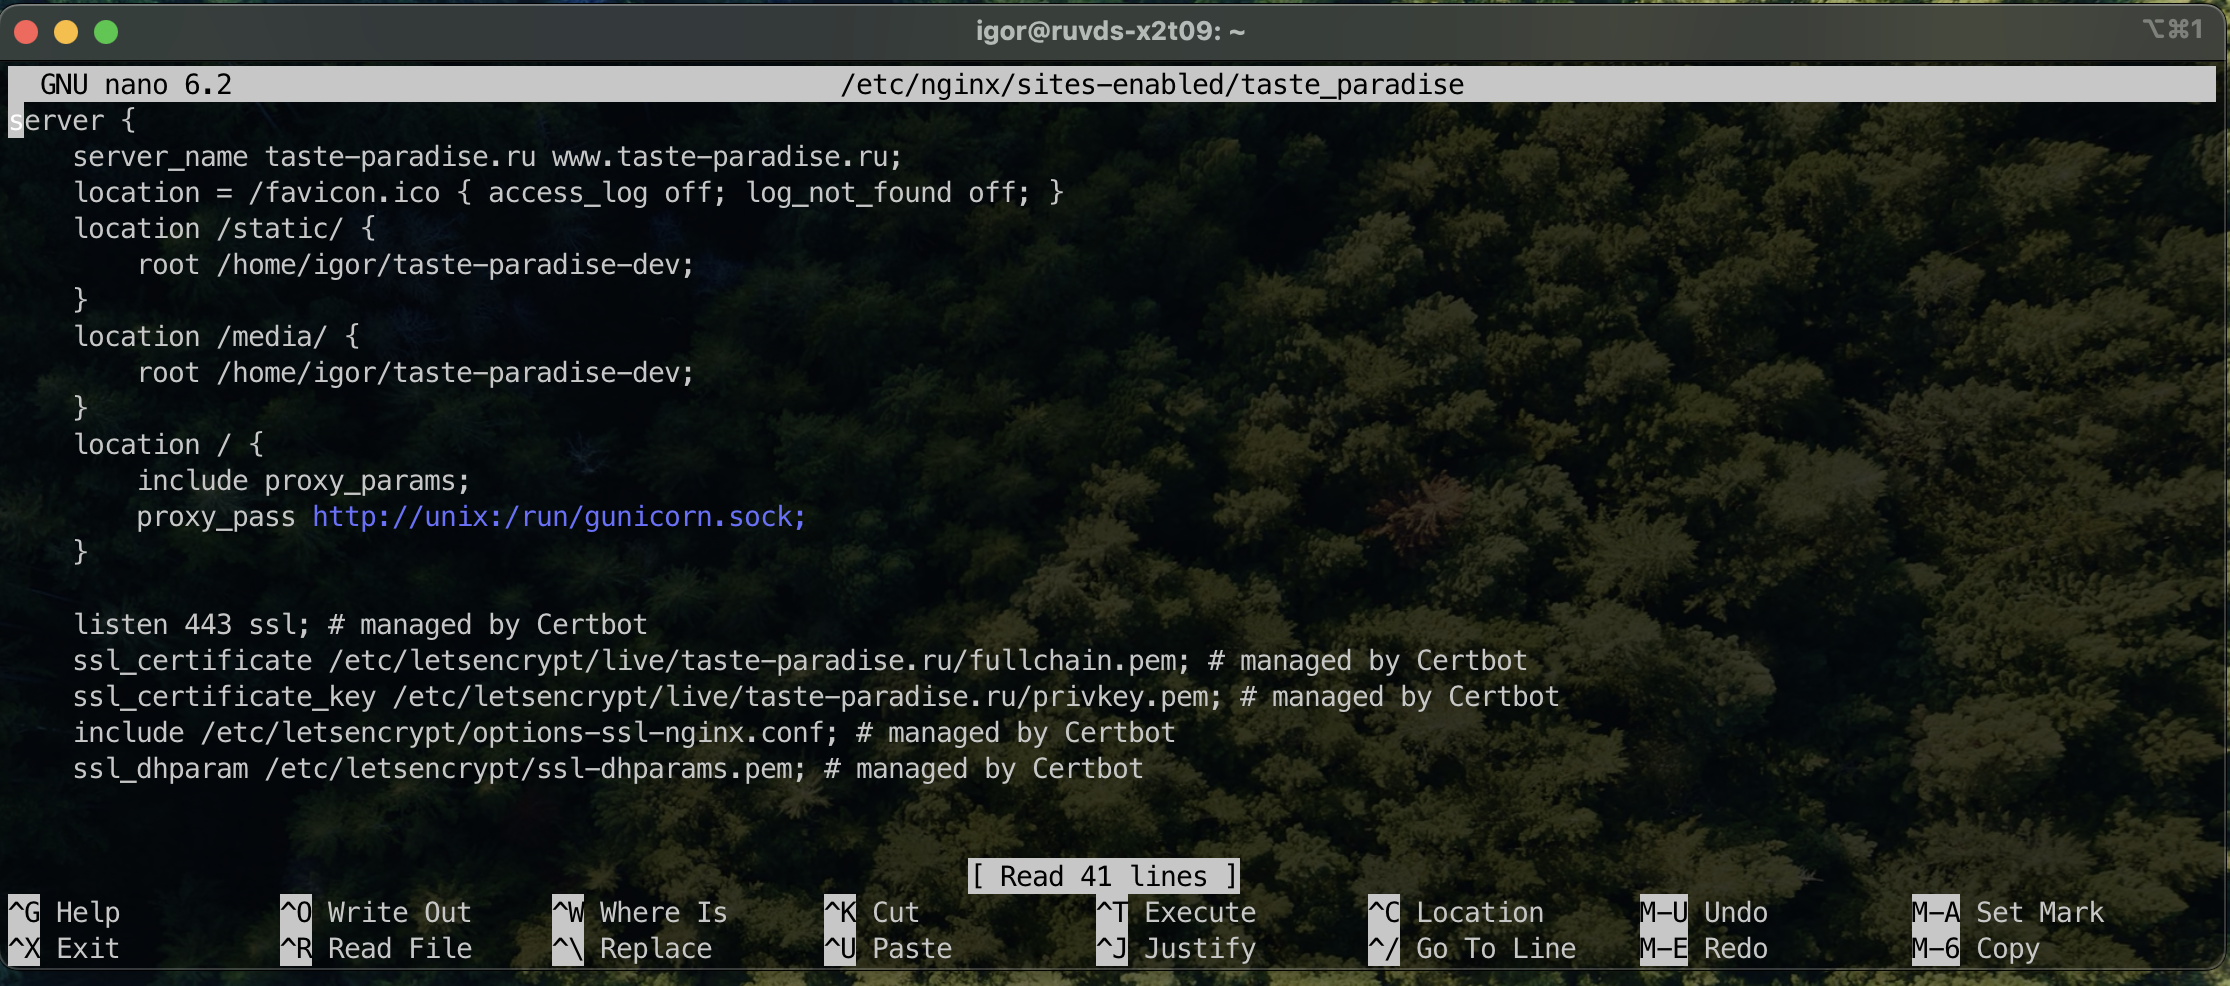 igor@ruvds-x2t09: ~
⌥⌘1
GNU nano 6.2 /etc/nginx/sites-enabled/taste_paradise
server {
    server_name taste-paradise.ru www.taste-paradise.ru;
    location = /favicon.ico { access_log off; log_not_found off; }
    location /static/ {
        root /home/igor/taste-paradise-dev;
    }
    location /media/ {
        root /home/igor/taste-paradise-dev;
    }
    location / {
        include proxy_params;
        proxy_pass http://unix:/run/gunicorn.sock;
    }
    listen 443 ssl; # managed by Certbot
    ssl_certificate /etc/letsencrypt/live/taste-paradise.ru/fullchain.pem; # managed by Certbot
    ssl_certificate_key /etc/letsencrypt/live/taste-paradise.ru/privkey.pem; # managed by Certbot
    include /etc/letsencrypt/options-ssl-nginx.conf; # managed by Certbot
    ssl_dhparam /etc/letsencrypt/ssl-dhparams.pem; # managed by Certbot
[ Read 41 lines ]
^G Help ^O Write Out ^W Where Is ^K Cut ^T Execute ^C Location M-U Undo M-A Set Mark
^X Exit ^R Read File ^\ Replace ^U Paste ^J Justify ^/ Go To Line M-E Redo M-6 Copy